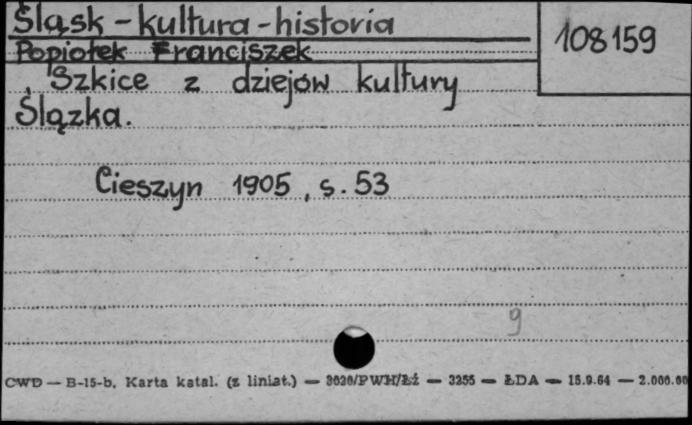 Śląsk - kultura - historia
108159
Popiołek Franciszek
Szkice z dziejów kultury
Ślązka.
Cieszyn 1905, s. 53
9
CWD — B-15-b. Karta katal. (z liniat.) — 3020/PWH/Łź — 3255 — ŁDA — 15.9.64 — 2.000.00